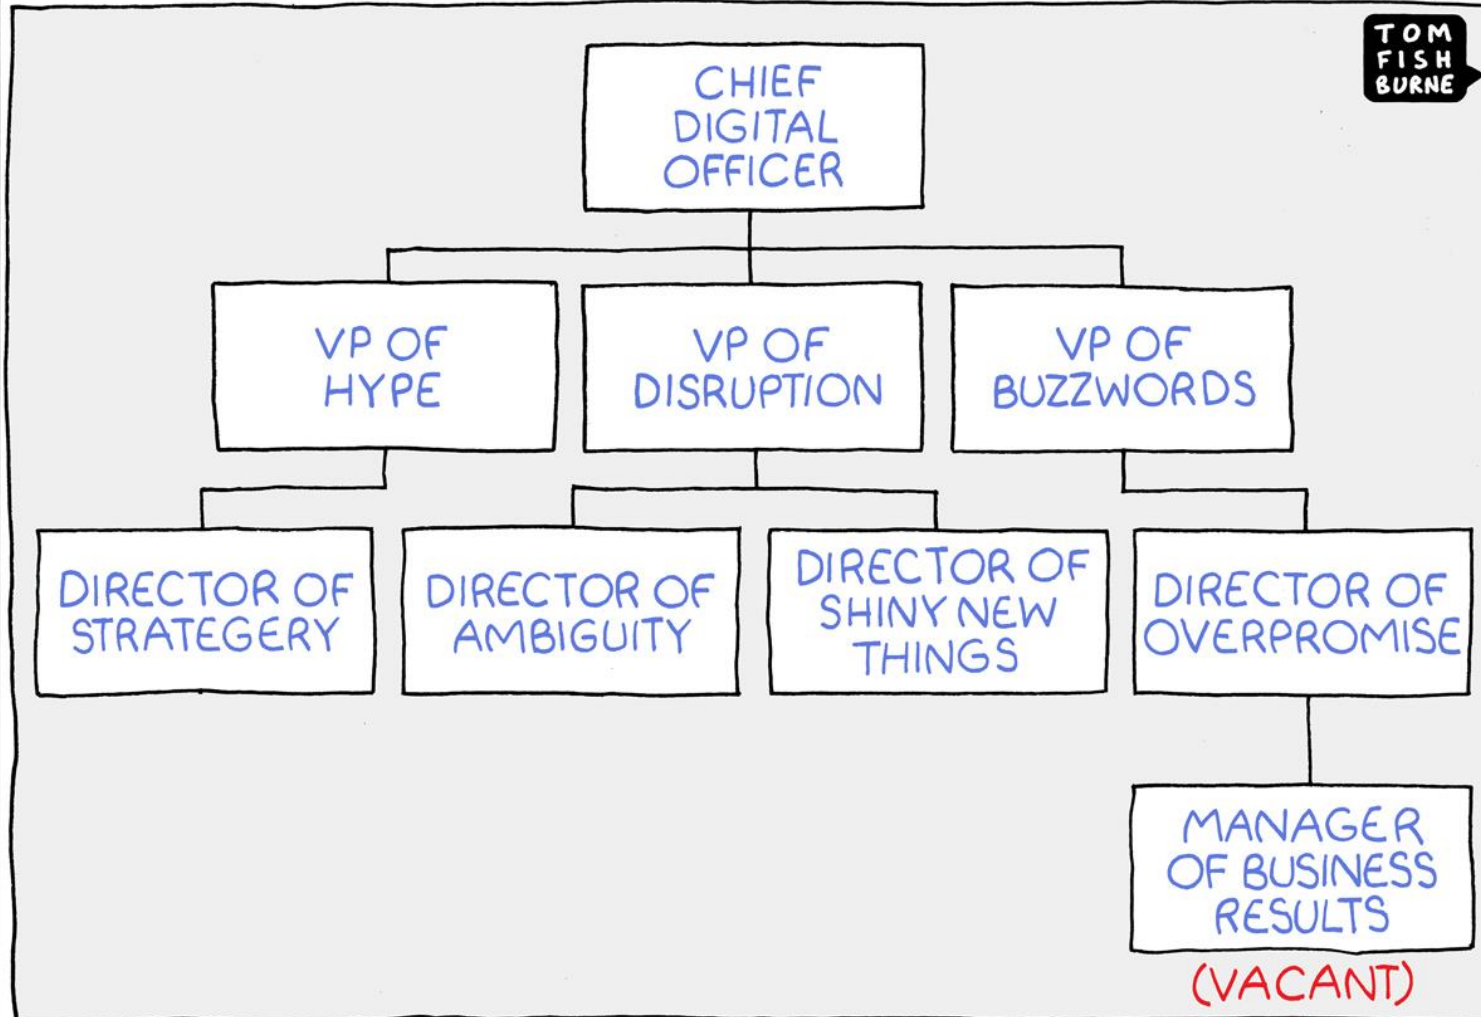 TOM
FISH
BURNE
CHIEF
DIGITAL
OFFICER
VP OF
HYPE
VP OF
DISRUPTION
VP OF
BUZZWORDS
DIRECTOR OF
STRATEGERY
DIRECTOR OF
AMBIGUITY
DIRECTOR OF
SHINY NEW
THINGS
DIRECTOR OF
OVERPROMISE
MANAGER
OF BUSINESS
RESULTS
(VACANT)